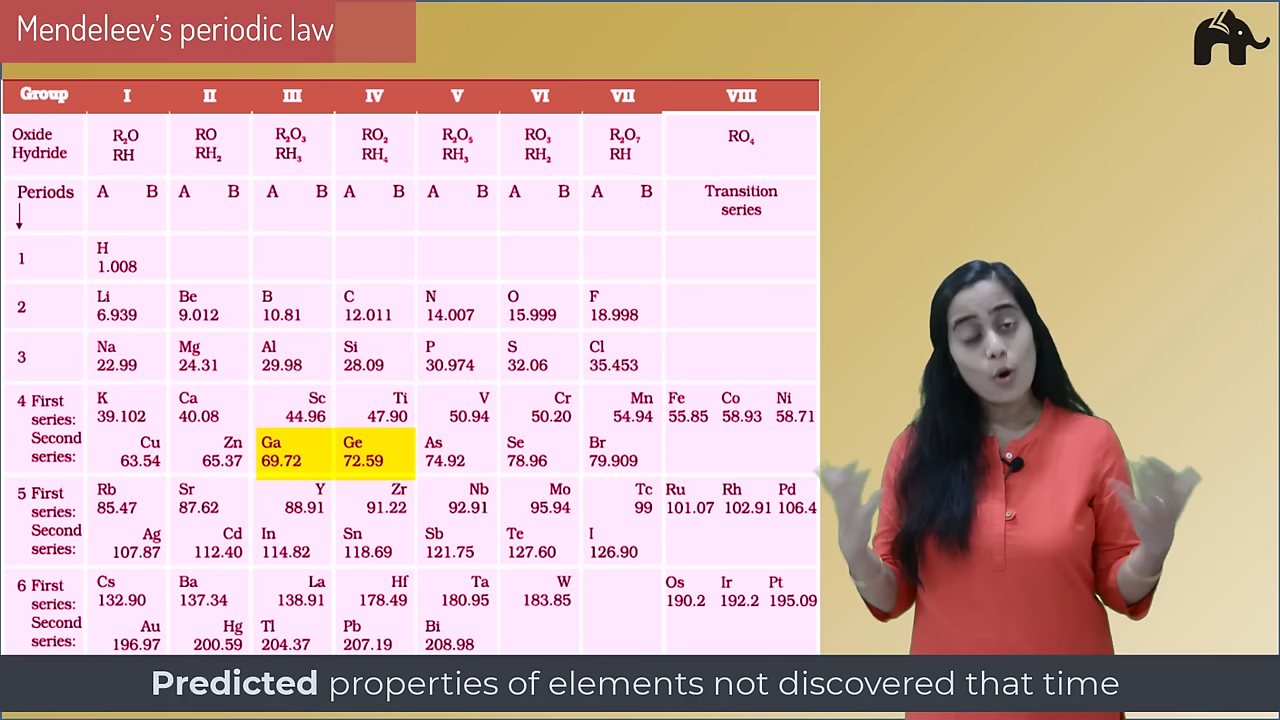 Mendeleev's periodic law
Group I II III IV V VI VII VIII
Oxide R₂O RO R₂O₃ RO₂ R₂O₅ RO₃ R₂O₇ RO₄
Hydride RH RH₂ RH₃ RH₄ RH₃ RH₂ RH
Periods A B A B A B A B A B A B A B Transition
↓ series
H
1 1.008
Li Be B C N O F
2 6.939 9.012 10.81 12.011 14.007 15.999 18.998
Na Mg Al Si P S Cl
3 22.99 24.31 29.98 28.09 30.974 32.06 35.453
4 First K Ca Sc Ti V Cr Mn Fe Co Ni
series: 39.102 40.08 44.96 47.90 50.94 50.20 54.94 55.85 58.93 58.71
Second Cu Zn Ga Ge As Se Br
series: 63.54 65.37 69.72 72.59 74.92 78.96 79.909
5 First Rb Sr Y Zr Nb Mo Tc Ru Rh Pd
series: 85.47 87.62 88.91 91.22 92.91 95.94 99 101.07 102.91 106.4
Second Ag Cd In Sn Sb Te I
series: 107.87 112.40 114.82 118.69 121.75 127.60 126.90
6 First Cs Ba La Hf Ta W Os Ir Pt
series: 132.90 137.34 138.91 178.49 180.95 183.85 190.2 192.2 195.09
Second Au Hg Tl Pb Bi
series: 196.97 200.59 204.37 207.19 208.98
Predicted properties of elements not discovered that time